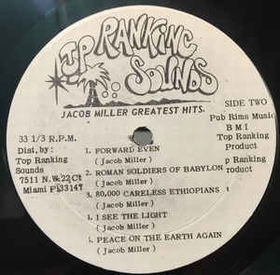 TOP RANKING
SOUNDS
JACOB MILLER GREATEST HITS.
SIDE TWO
33 1/3 R.P.M.
Dist, by:
Top Ranking
Sounds
7511 N.W. 22 Ct
Miami Fl 33147
Pub Rims Music
B M I
Top Ranking
Product
p Ranking
Product
1. FORWARD EVEN
( Jacob Miller )
2. ROMAN SOLDIERS OF BABYLON
( Jacob Miller )
3. 80,000 CARELESS ETHIOPIANS
( Jacob Miller )
4. I SEE THE LIGHT
( Jacob Miller )
5. PEACE ON THE EARTH AGAIN
( Jacob Miller )